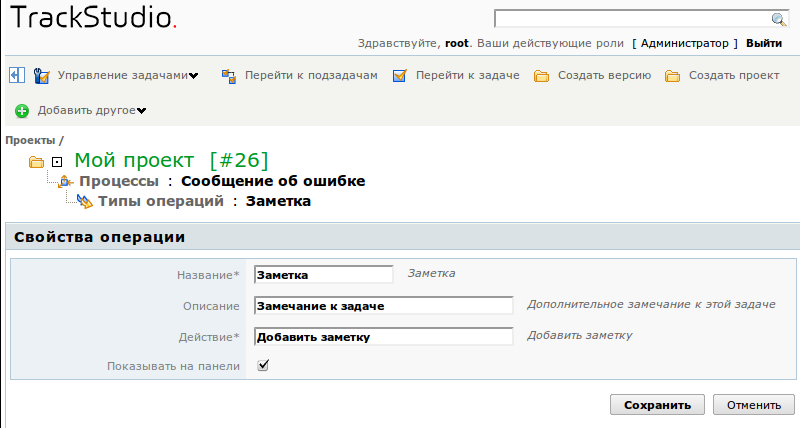 TrackStudio.
Здравствуйте, root. Ваши действующие роли [ Администратор ] Выйти
Управление задачами Перейти к подзадачам Перейти к задаче Создать версию Создать проект
Добавить другое
Проекты /
Мой проект [#26]
Процессы : Сообщение об ошибке
Типы операций : Заметка
Свойства операции
Название* Заметка Заметка
Описание Замечание к задаче Дополнительное замечание к этой задаче
Действие* Добавить заметку Добавить заметку
Показывать на панели
Сохранить Отменить